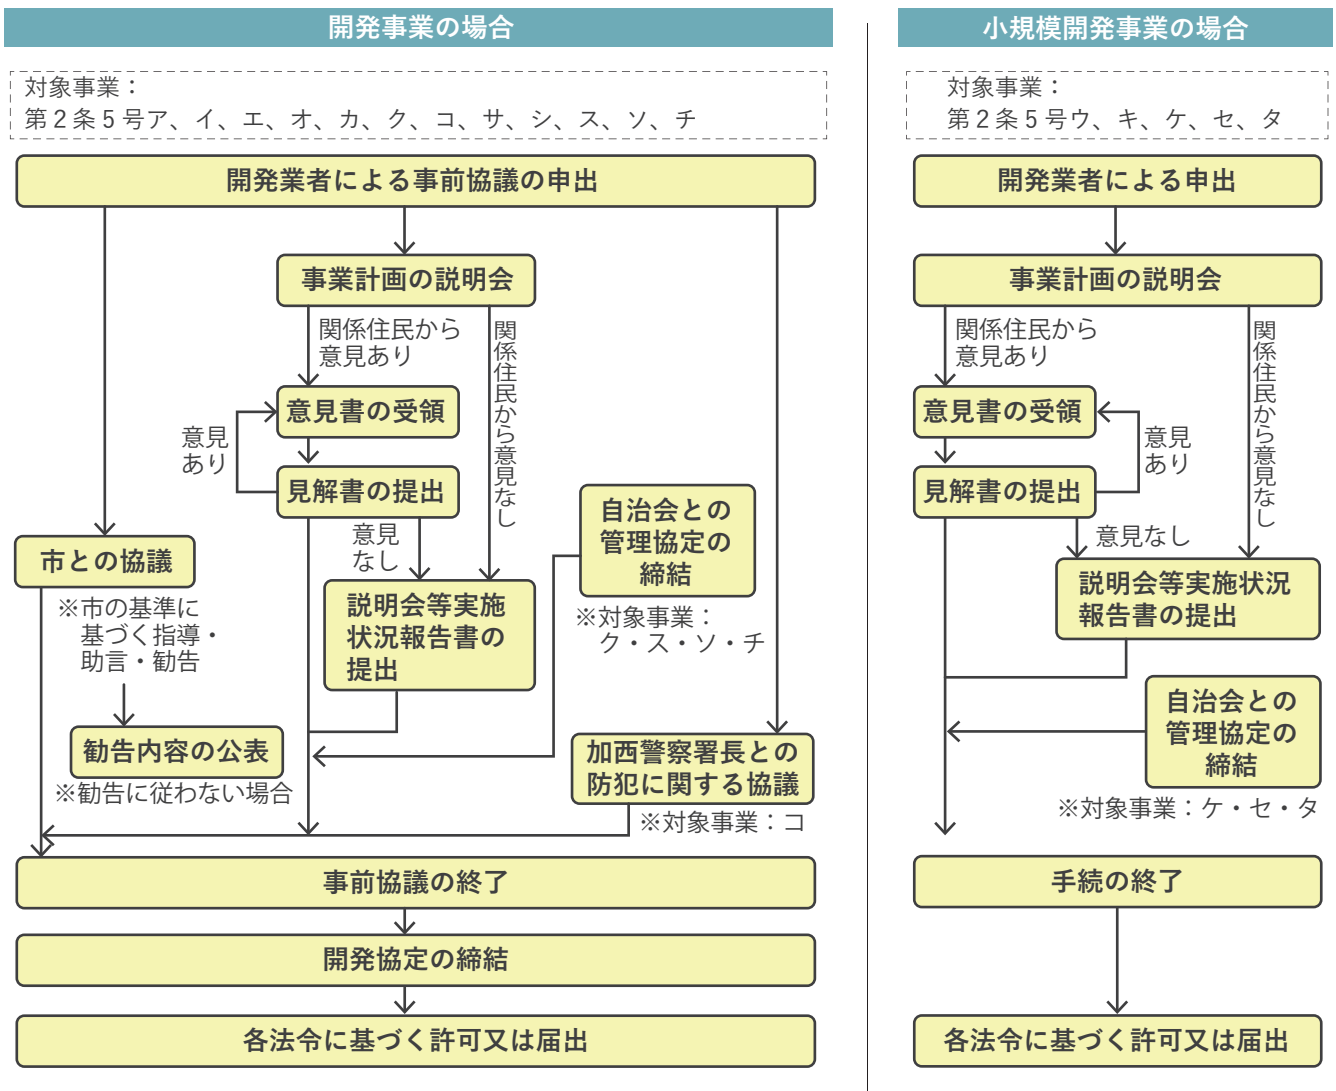 開発事業の場合
対象事業：
第２条５号ア、イ、エ、オ、カ、ク、コ、サ、シ、ス、ソ、チ
開発業者による事前協議の申出
事業計画の説明会
関係住民から
意見あり
関係住民から意見なし
意見書の受領
意見
あり
見解書の提出
意見
なし
自治会との
管理協定の
締結
※対象事業：
ク・ス・ソ・チ
市との協議
※市の基準に
基づく指導・
助言・勧告
説明会等実施
状況報告書の
提出
勧告内容の公表
※勧告に従わない場合
加西警察署長との
防犯に関する協議
※対象事業：コ
事前協議の終了
開発協定の締結
各法令に基づく許可又は届出
小規模開発事業の場合
対象事業：
第２条５号ウ、キ、ケ、セ、タ
開発業者による申出
事業計画の説明会
関係住民から
意見あり
関係住民から意見なし
意見書の受領
意見
あり
見解書の提出
意見なし
説明会等実施状況
報告書の提出
自治会との
管理協定の
締結
※対象事業：ケ・セ・タ
手続の終了
各法令に基づく許可又は届出